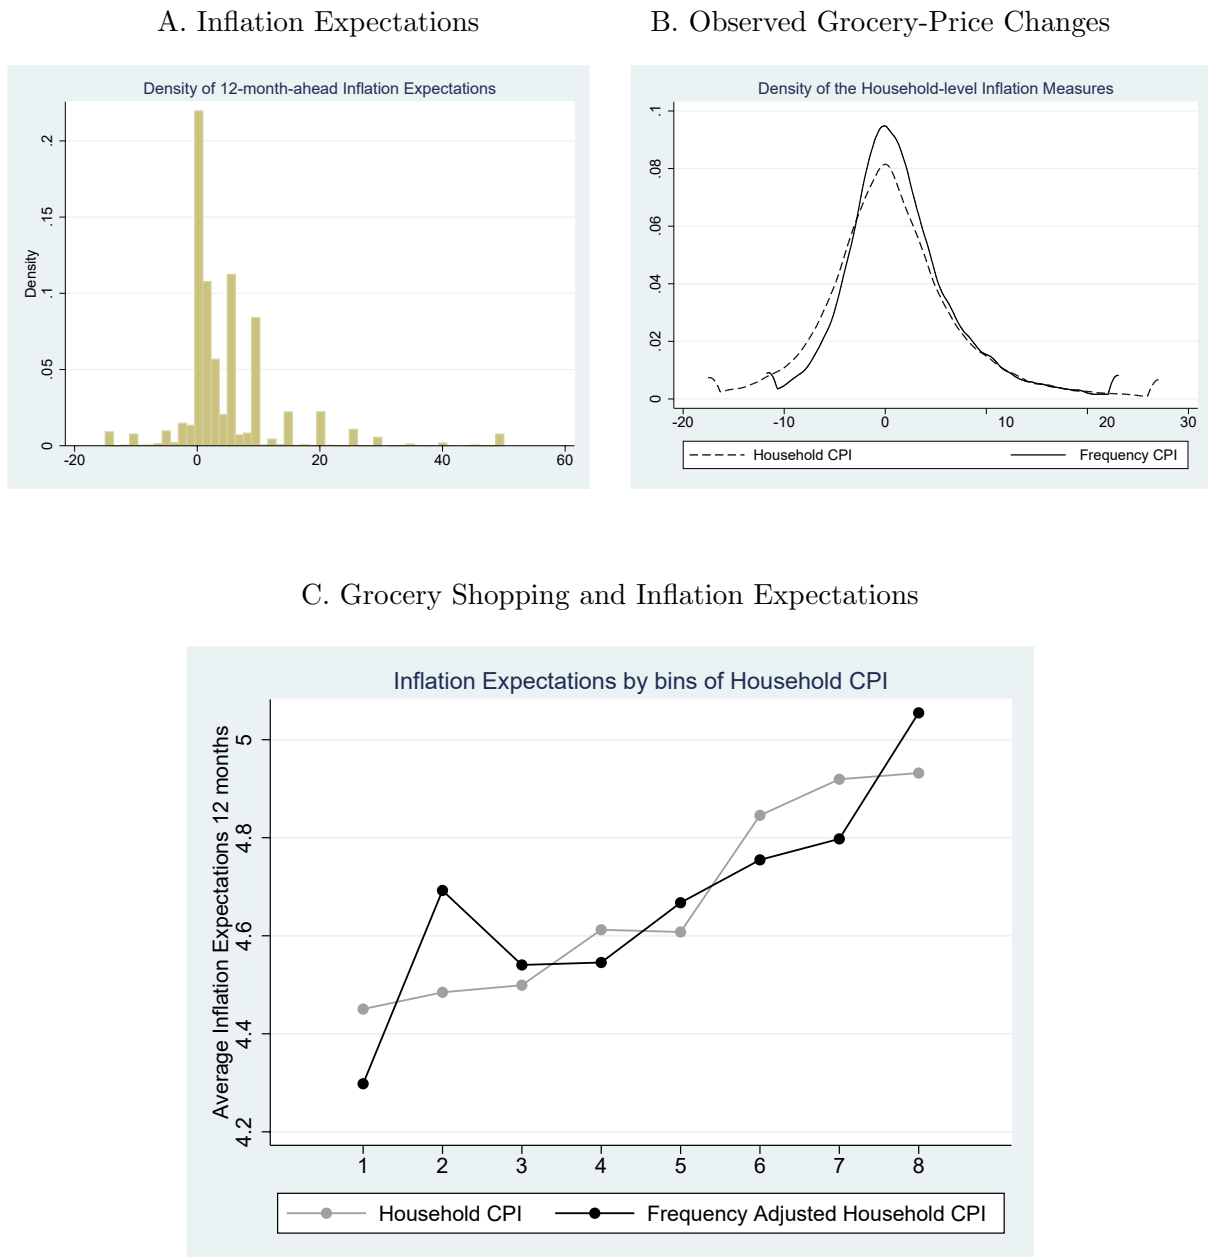 A. Inflation Expectations
Density of 12-month-ahead Inflation Expectations
Density
.2
.15
.1
.05
0
-20 0 20 40 60
B. Observed Grocery-Price Changes
Density of the Household-level Inflation Measures
.1
.08
.06
.04
.02
0
-20 -10 0 10 20 30
Household CPI Frequency CPI
C. Grocery Shopping and Inflation Expectations
Inflation Expectations by bins of Household CPI
Average Inflation Expectations 12 months
5
4.8
4.6
4.4
4.2
1 2 3 4 5 6 7 8
Household CPI Frequency Adjusted Household CPI